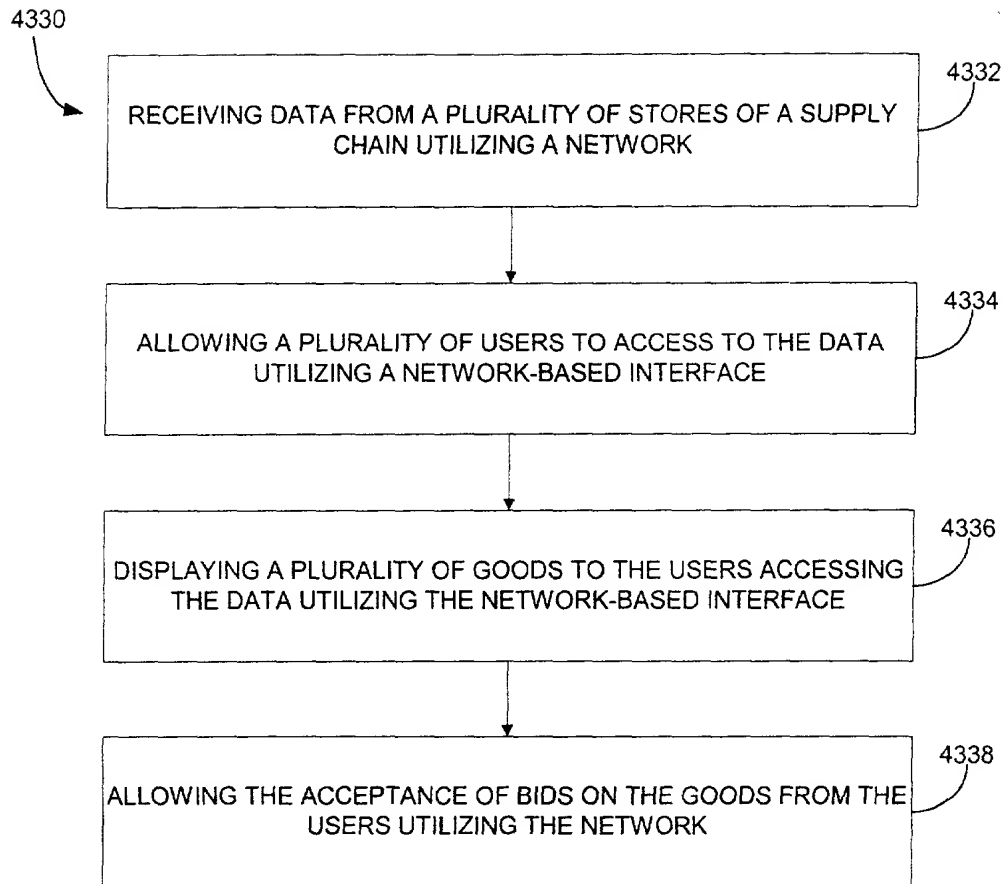 4330
4332
RECEIVING DATA FROM A PLURALITY OF STORES OF A SUPPLY
CHAIN UTILIZING A NETWORK
4334
ALLOWING A PLURALITY OF USERS TO ACCESS TO THE DATA
UTILIZING A NETWORK-BASED INTERFACE
4336
DISPLAYING A PLURALITY OF GOODS TO THE USERS ACCESSING
THE DATA UTILIZING THE NETWORK-BASED INTERFACE
4338
ALLOWING THE ACCEPTANCE OF BIDS ON THE GOODS FROM THE
USERS UTILIZING THE NETWORK